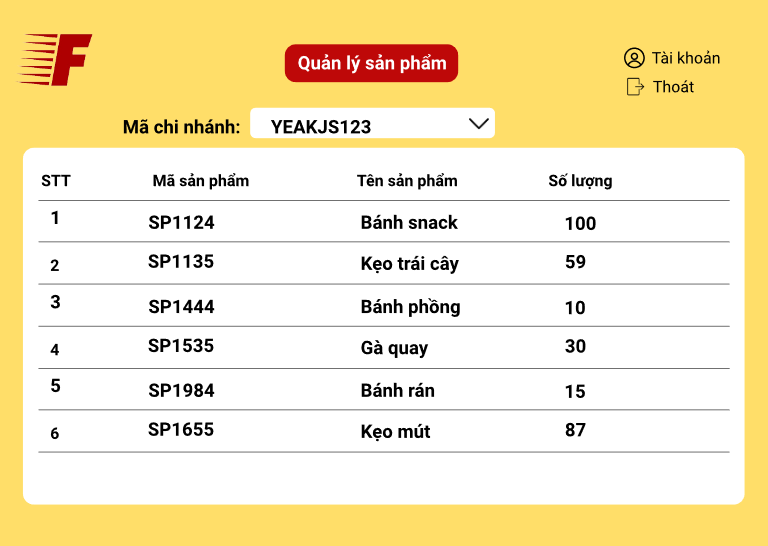 F
Quản lý sản phẩm
Tài khoản
Thoát
Mã chi nhánh: YEAKJS123
STT Mã sản phẩm Tên sản phẩm Số lượng
1 SP1124 Bánh snack 100
2 SP1135 Kẹo trái cây 59
3 SP1444 Bánh phồng 10
4 SP1535 Gà quay 30
5 SP1984 Bánh rán 15
6 SP1655 Kẹo mút 87